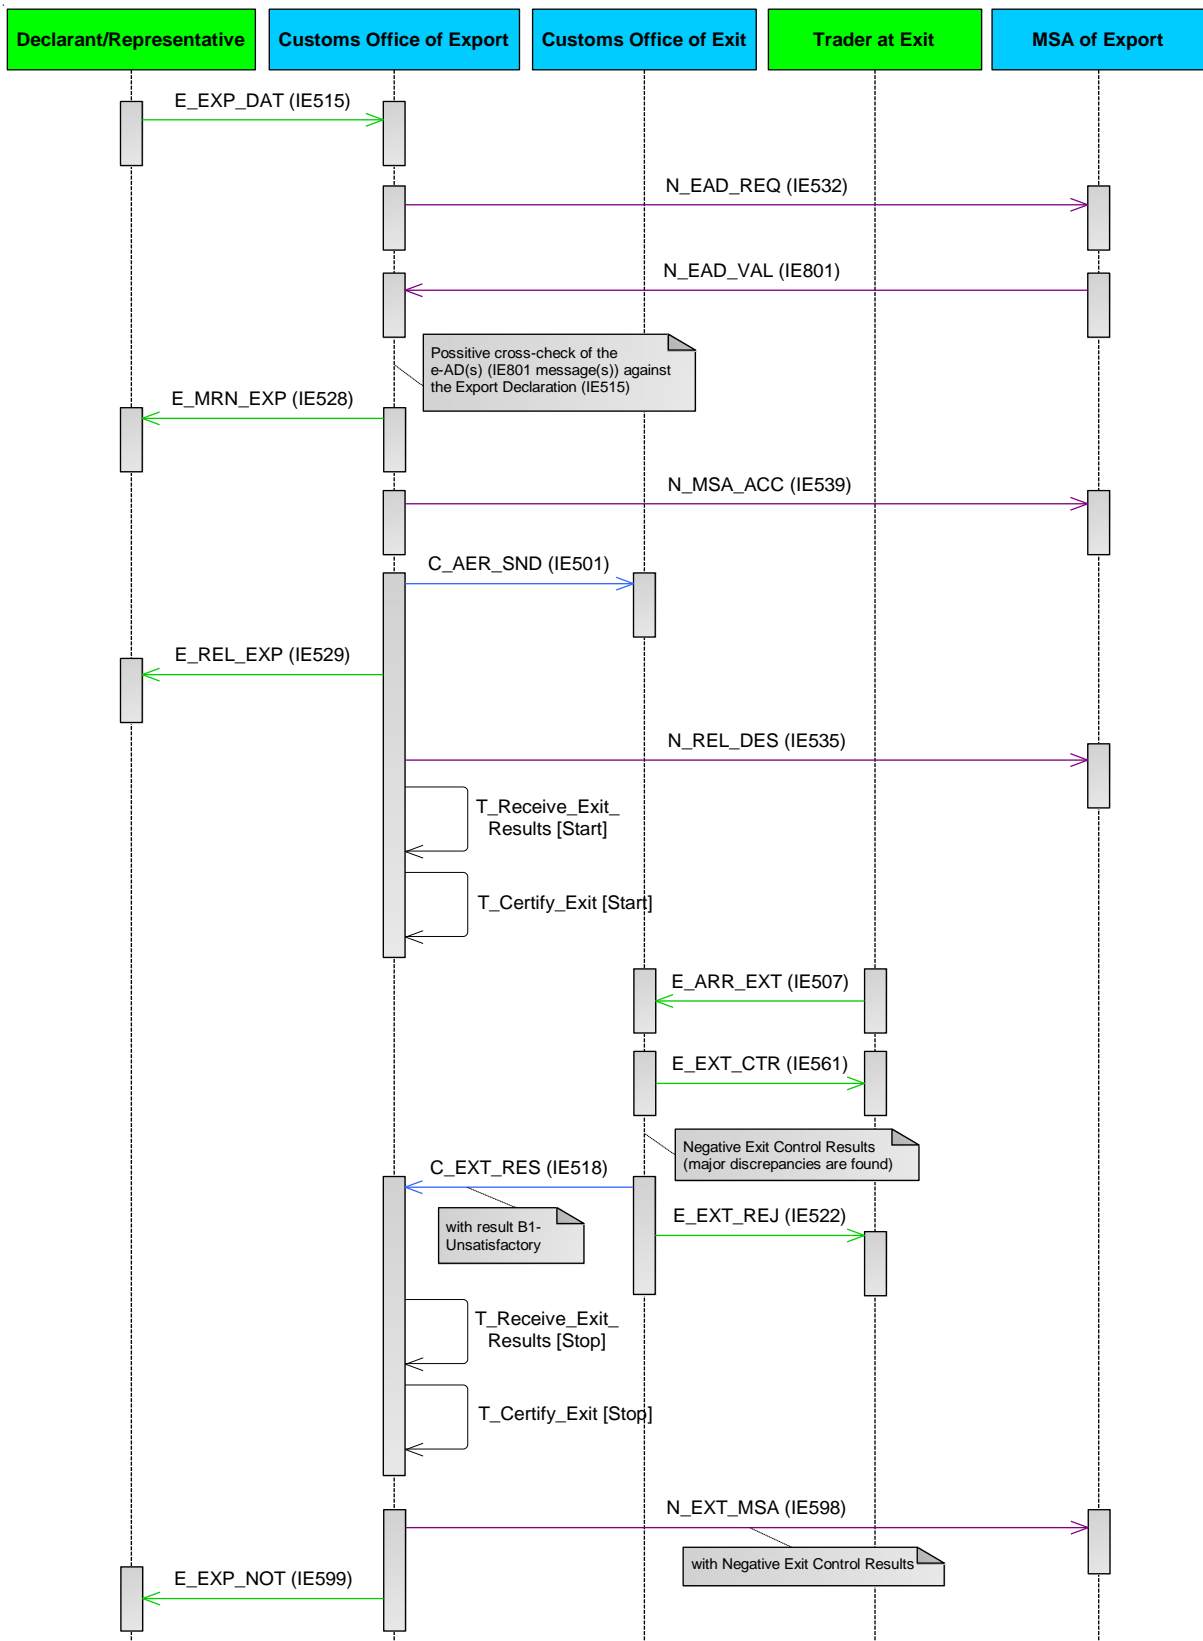 Declarant/Representative
Customs Office of Export
Customs Office of Exit
Trader at Exit
MSA of Export
E_EXP_DAT (IE515)
N_EAD_REQ (IE532)
N_EAD_VAL (IE801)
Possitive cross-check of the
e-AD(s) (IE801 message(s)) against
the Export Declaration (IE515)
E_MRN_EXP (IE528)
N_MSA_ACC (IE539)
C_AER_SND (IE501)
E_REL_EXP (IE529)
N_REL_DES (IE535)
T_Receive_Exit_
Results [Start]
T_Certify_Exit [Start]
E_ARR_EXT (IE507)
E_EXT_CTR (IE561)
Negative Exit Control Results
(major discrepancies are found)
C_EXT_RES (IE518)
with result B1-
Unsatisfactory
E_EXT_REJ (IE522)
T_Receive_Exit_
Results [Stop]
T_Certify_Exit [Stop]
N_EXT_MSA (IE598)
with Negative Exit Control Results
E_EXP_NOT (IE599)